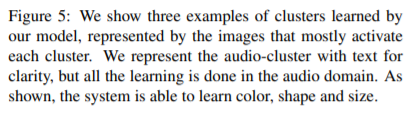 Figure 5: We show three examples of clusters learned by
our model, represented by the images that mostly activate
each cluster. We represent the audio-cluster with text for
clarity, but all the learning is done in the audio domain. As
shown, the system is able to learn color, shape and size.